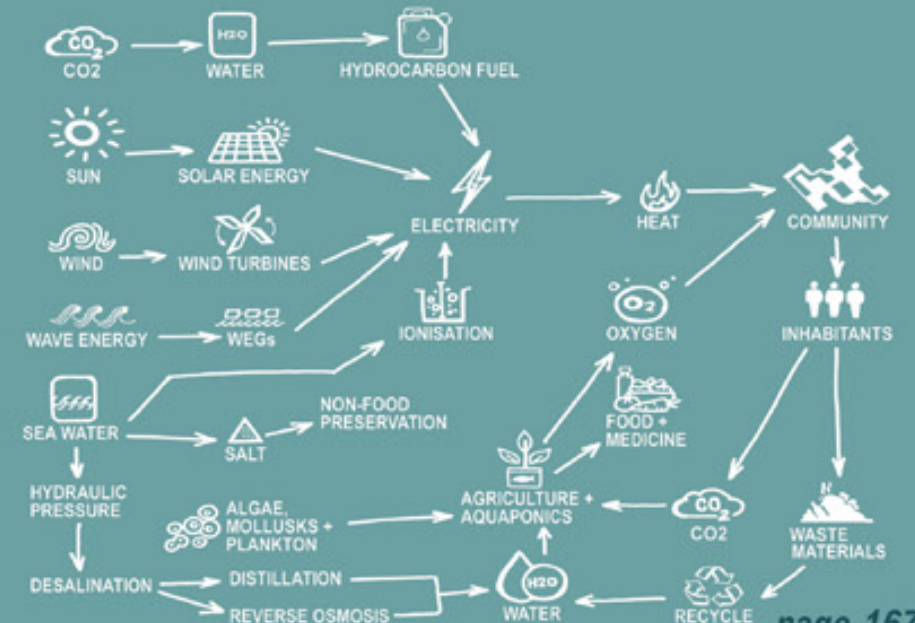 CO2
CO2
H2O
WATER
HYDROCARBON FUEL
SUN
SOLAR ENERGY
ELECTRICITY
HEAT
COMMUNITY
WIND
WIND TURBINES
WAVE ENERGY
WEGs
IONISATION
O2
OXYGEN
INHABITANTS
SEA WATER
SALT
NON-FOOD
PRESERVATION
FOOD +
MEDICINE
HYDRAULIC
PRESSURE
ALGAE,
MOLLUSKS +
PLANKTON
AGRICULTURE +
AQUAPONICS
CO2
CO2
WASTE
MATERIALS
DESALINATION
DISTILLATION
REVERSE OSMOSIS
H2O
WATER
RECYCLE
page 167